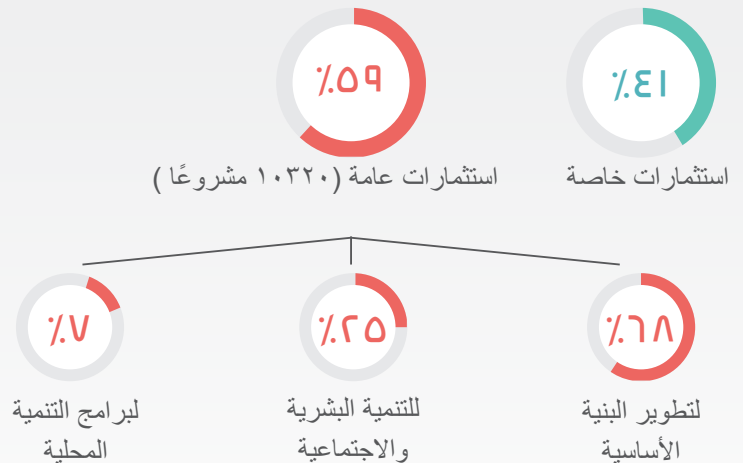 ٪٤١
استثمارات خاصة
٪٥٩
استثمارات عامة (١٠٣٢٠ مشروعًا )
٪٦٨
لتطوير البنية
الأساسية
٪٢٥
للتنمية البشرية
والاجتماعية
٪٧
لبرامج التنمية
المحلية